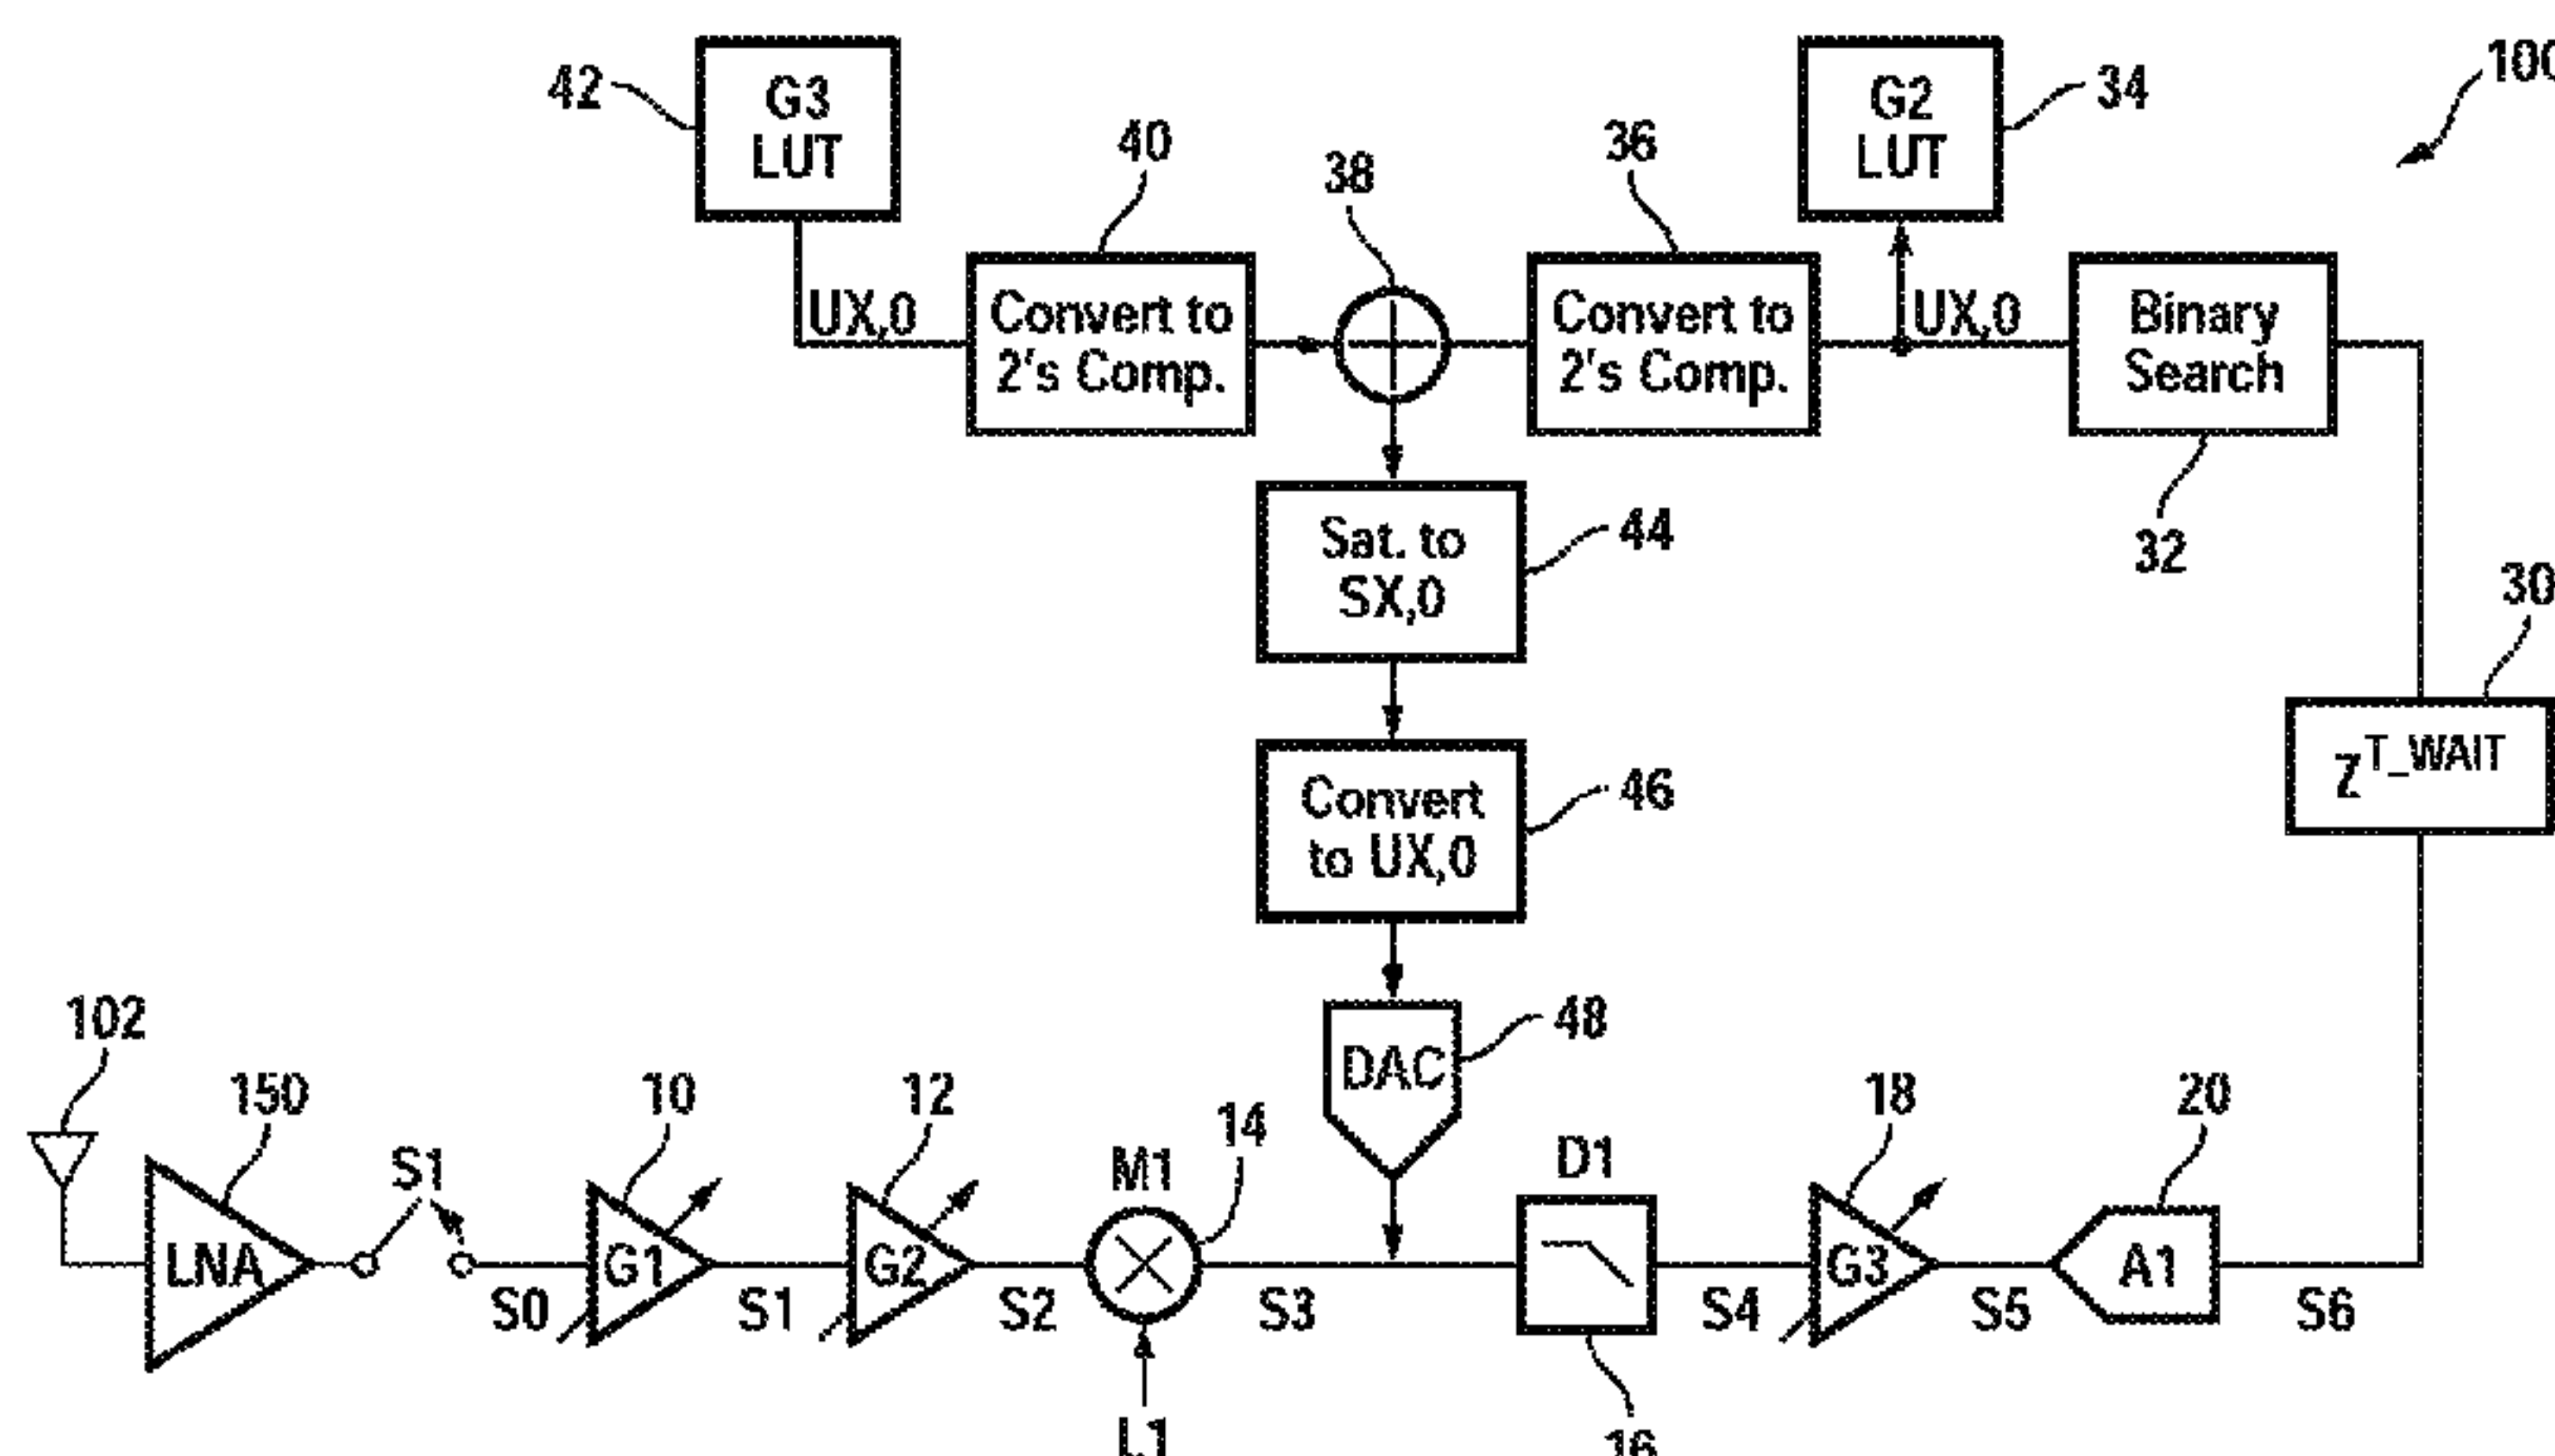 42
G3
LUT
40
38
36
G2
LUT
34
UX,0
Convert to
2's Comp.
Convert to
2's Comp.
UX,0
Binary
Search
32
Sat. to
SX,0
44
30
Z T_WAIT
Convert
to UX,0
46
DAC
48
102
150
LNA
S1
S0
10
G1
S1
12
G2
S2
M1
14
L1
S3
D1
16
S4
18
G3
S5
20
A1
S6